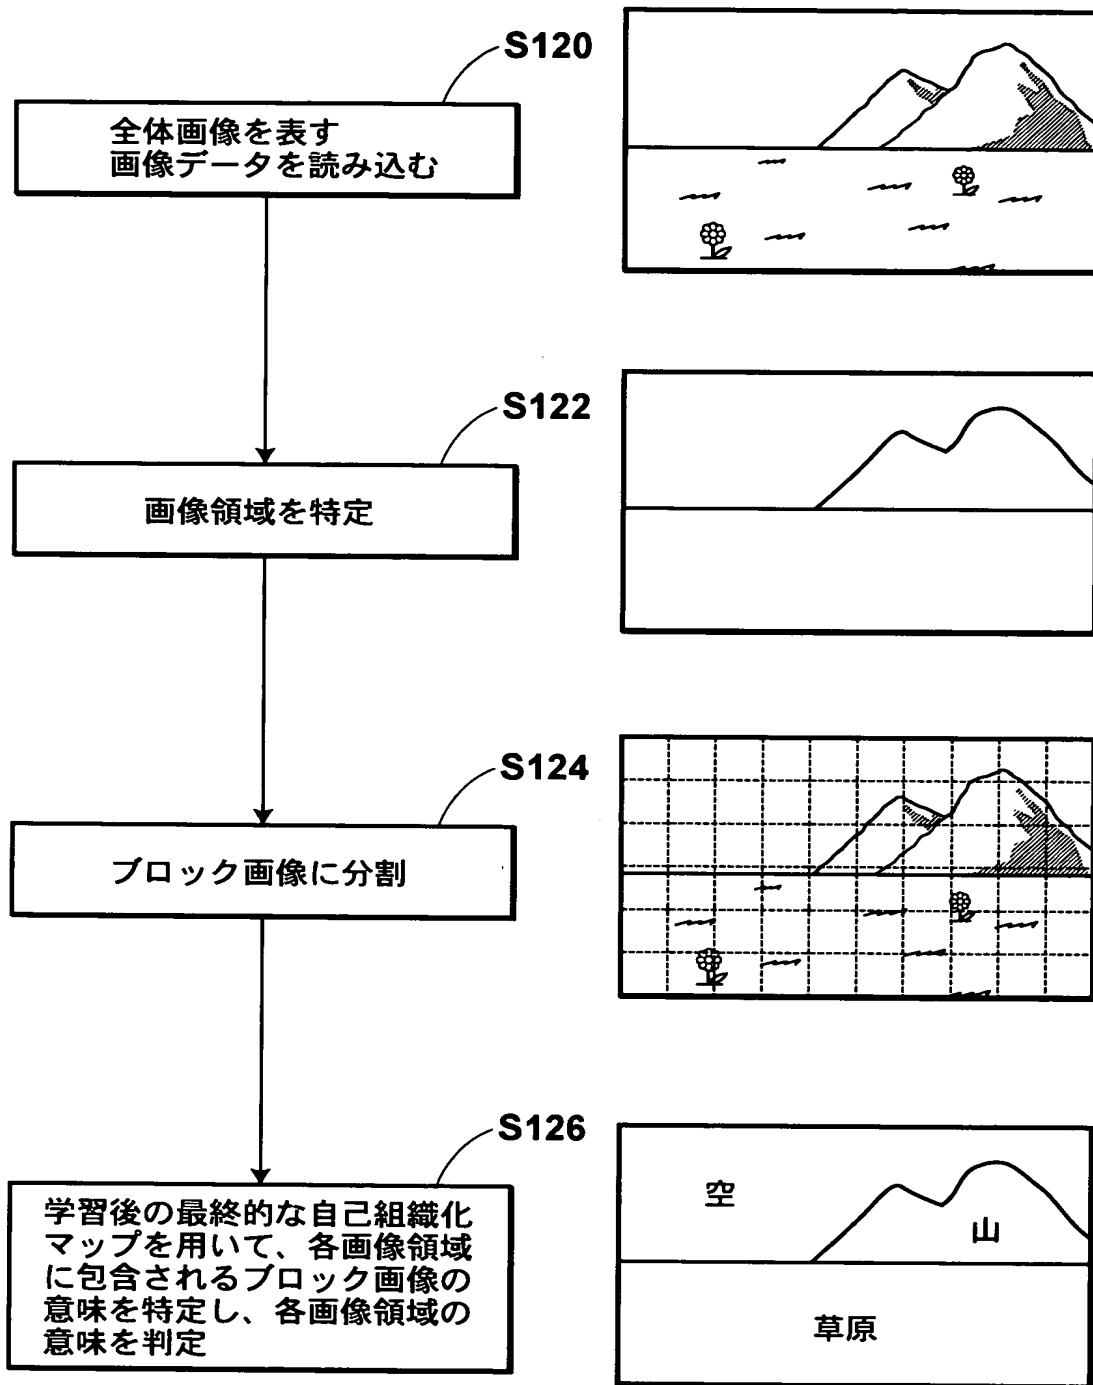 S120
全体画像を表す
画像データを読み込む
S122
画像領域を特定
S124
ブロック画像に分割
S126
学習後の最終的な自己組織化
マップを用いて、各画像領域
に包含されるブロック画像の
意味を特定し、各画像領域の
意味を判定
空
山
草原